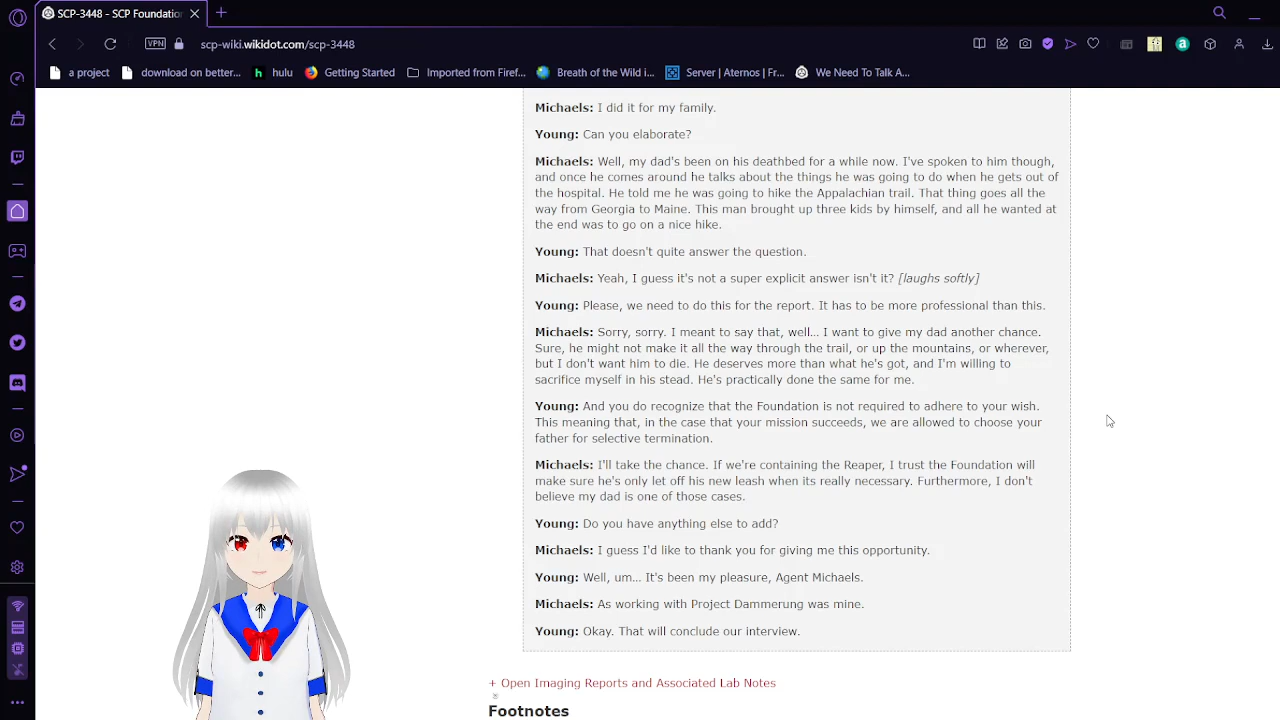 SCP-3448 - SCP Foundation
VPN
scp-wiki.wikidot.com/scp-3448
a project
download on better...
hulu
Getting Started
Imported from Firef...
Breath of the Wild i...
Server | Aternos | Fr...
We Need To Talk A...
Michaels: I did it for my family.
Young: Can you elaborate?
Michaels: Well, my dad's been on his deathbed for a while now. I've spoken to him though,
and once he comes around he talks about the things he was going to do when he gets out of
the hospital. He told me he was going to hike the Appalachian trail. That thing goes all the
way from Georgia to Maine. This man brought up three kids by himself, and all he wanted at
the end was to go on a nice hike.
Young: That doesn't quite answer the question.
Michaels: Yeah, I guess it's not a super explicit answer isn't it? [laughs softly]
Young: Please, we need to do this for the report. It has to be more professional than this.
Michaels: Sorry, sorry. I meant to say that, well... I want to give my dad another chance.
Sure, he might not make it all the way through the trail, or up the mountains, or wherever,
but I don't want him to die. He deserves more than what he's got, and I'm willing to
sacrifice myself in his stead. He's practically done the same for me.
Young: And you do recognize that the Foundation is not required to adhere to your wish.
This meaning that, in the case that your mission succeeds, we are allowed to choose your
father for selective termination.
Michaels: I'll take the chance. If we're containing the Reaper, I trust the Foundation will
make sure he's only let off his new leash when its really necessary. Furthermore, I don't
believe my dad is one of those cases.
Young: Do you have anything else to add?
Michaels: I guess I'd like to thank you for giving me this opportunity.
Young: Well, um... It's been my pleasure, Agent Michaels.
Michaels: As working with Project Dammerung was mine.
Young: Okay. That will conclude our interview.
+ Open Imaging Reports and Associated Lab Notes
Footnotes